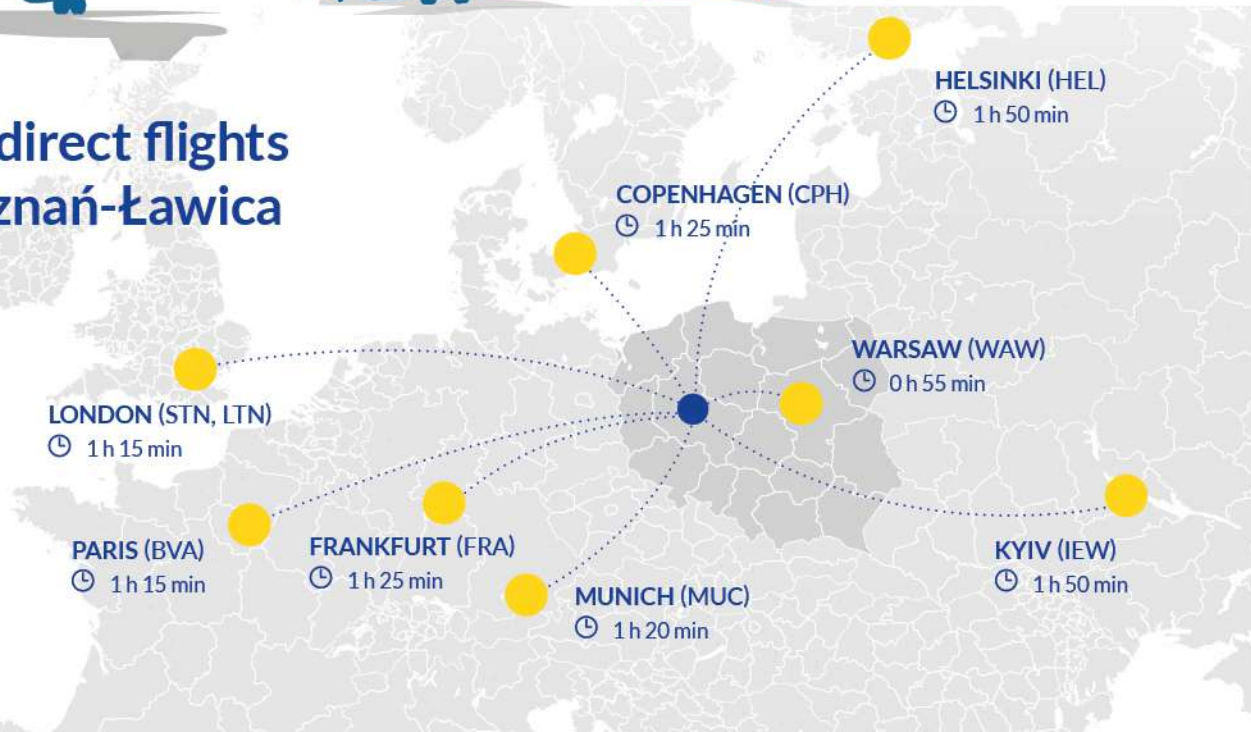 direct flights
znań-Ławica
HELSINKI (HEL)
1 h 50 min
COPENHAGEN (CPH)
1 h 25 min
WARSAW (WAW)
0 h 55 min
LONDON (STN, LTN)
1 h 15 min
PARIS (BVA)
1 h 15 min
FRANKFURT (FRA)
1 h 25 min
MUNICH (MUC)
1 h 20 min
KYIV (IEW)
1 h 50 min